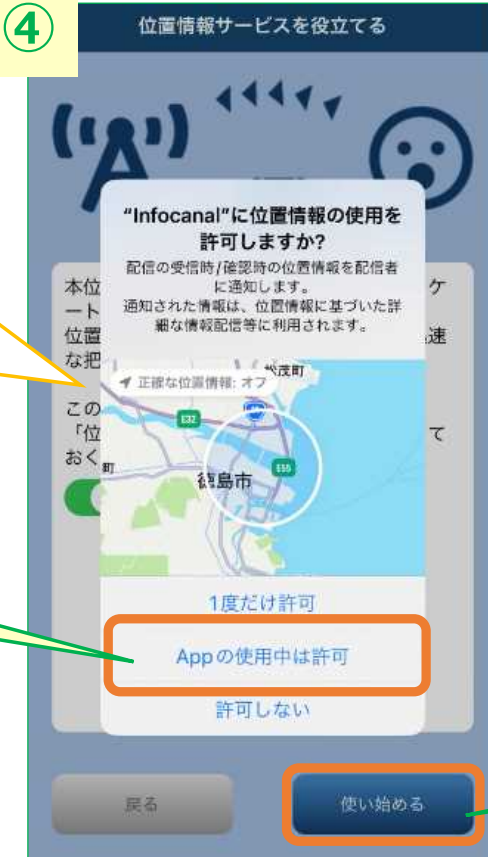 ④
位置情報サービスを役立てる
“Infocanal”に位置情報の使用を
許可しますか?
配信の受信時/確認時の位置情報を配信者
に通知します。
通知された情報は、位置情報に基づいた詳
細な情報配信等に利用されます。
本位
ケ
ート
位置
速
な把
正確な位置情報: オフ
松茂町
E32
この
「位
て
おく
町
徳島市
E55
1度だけ許可
Appの使用中は許可
許可しない
戻る
使い始める